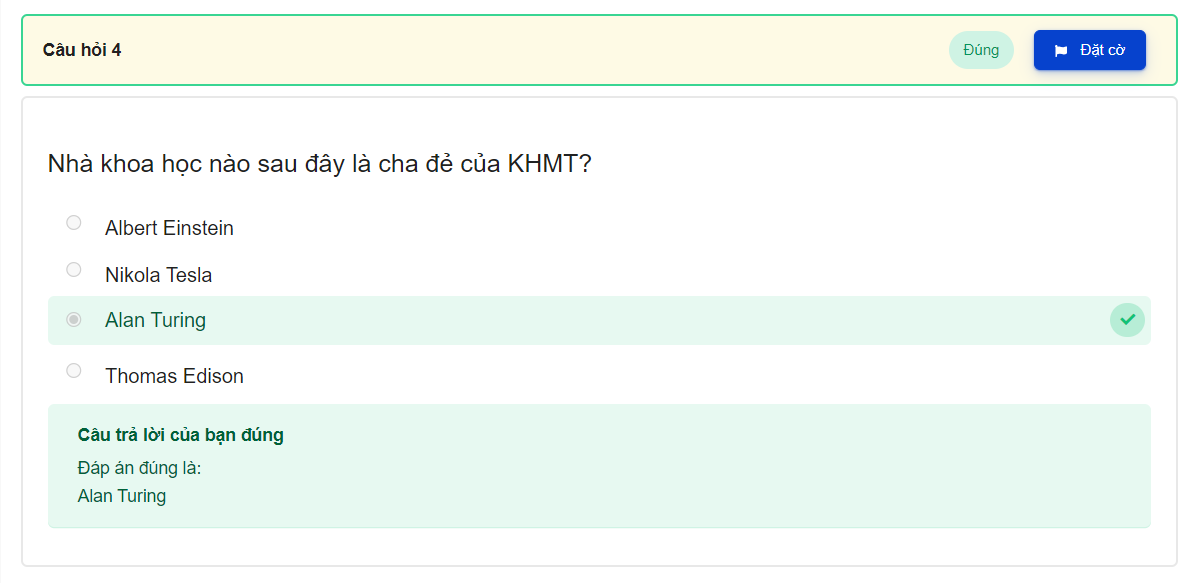 Câu hỏi 4
Đúng
Đặt cờ
Nhà khoa học nào sau đây là cha đẻ của KHMT?
Albert Einstein
Nikola Tesla
Alan Turing
Thomas Edison
Câu trả lời của bạn đúng
Đáp án đúng là:
Alan Turing